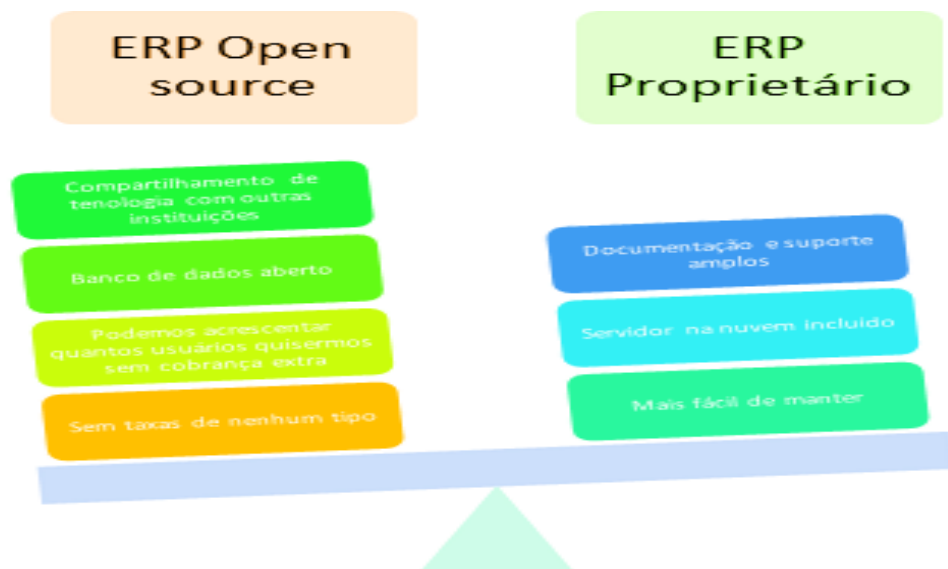 ERP Open
source
ERP
Proprietário
Compartilhamento de
tenologia com outras
instituições
Banco de dados aberto
Podemos acrescentar
quantos usuários quisermos
sem cobrança extra
Sem taxas de nenhum tipo
Documentação e suporte
amplos
Servidor na nuvem incluido
Mais fácil de manter